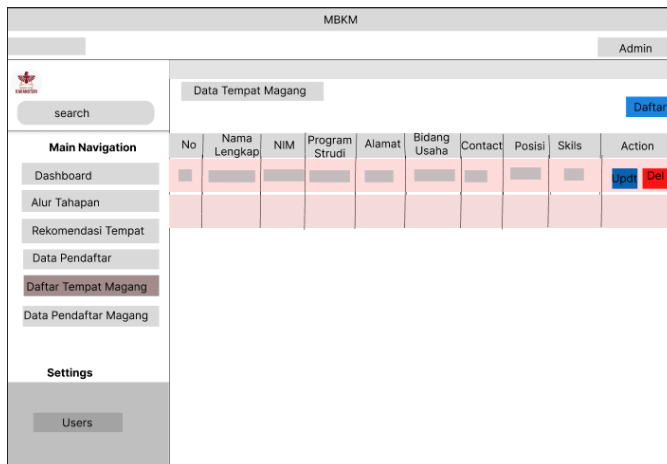 MBKM
Admin
search
Main Navigation
Dashboard
Alur Tahapan
Rekomendasi Tempat
Data Pendaftar
Daftar Tempat Magang
Data Pendaftar Magang
Settings
Users
Data Tempat Magang
Daftar
No Nama Lengkap NIM Program Strudi Alamat Bidang Usaha Contact Posisi Skils Action
Updt Del